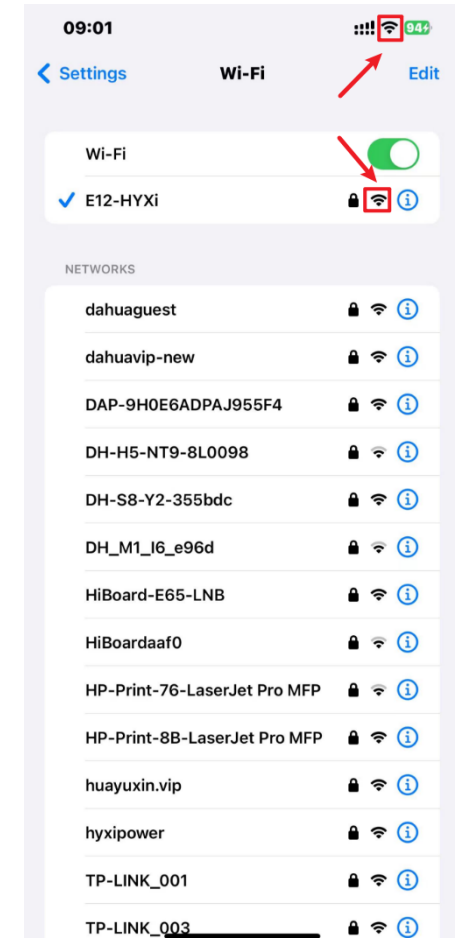 09:01 94
Settings Wi-Fi Edit
Wi-Fi
E12-HYXi
NETWORKS
dahuaguest
dahuavip-new
DAP-9H0E6ADPAJ955F4
DH-H5-NT9-8L0098
DH-S8-Y2-355bdc
DH_M1_I6_e96d
HiBoard-E65-LNB
HiBoardaaf0
HP-Print-76-LaserJet Pro MFP
HP-Print-8B-LaserJet Pro MFP
huayuxin.vip
hyxipower
TP-LINK_001
TP-LINK_003